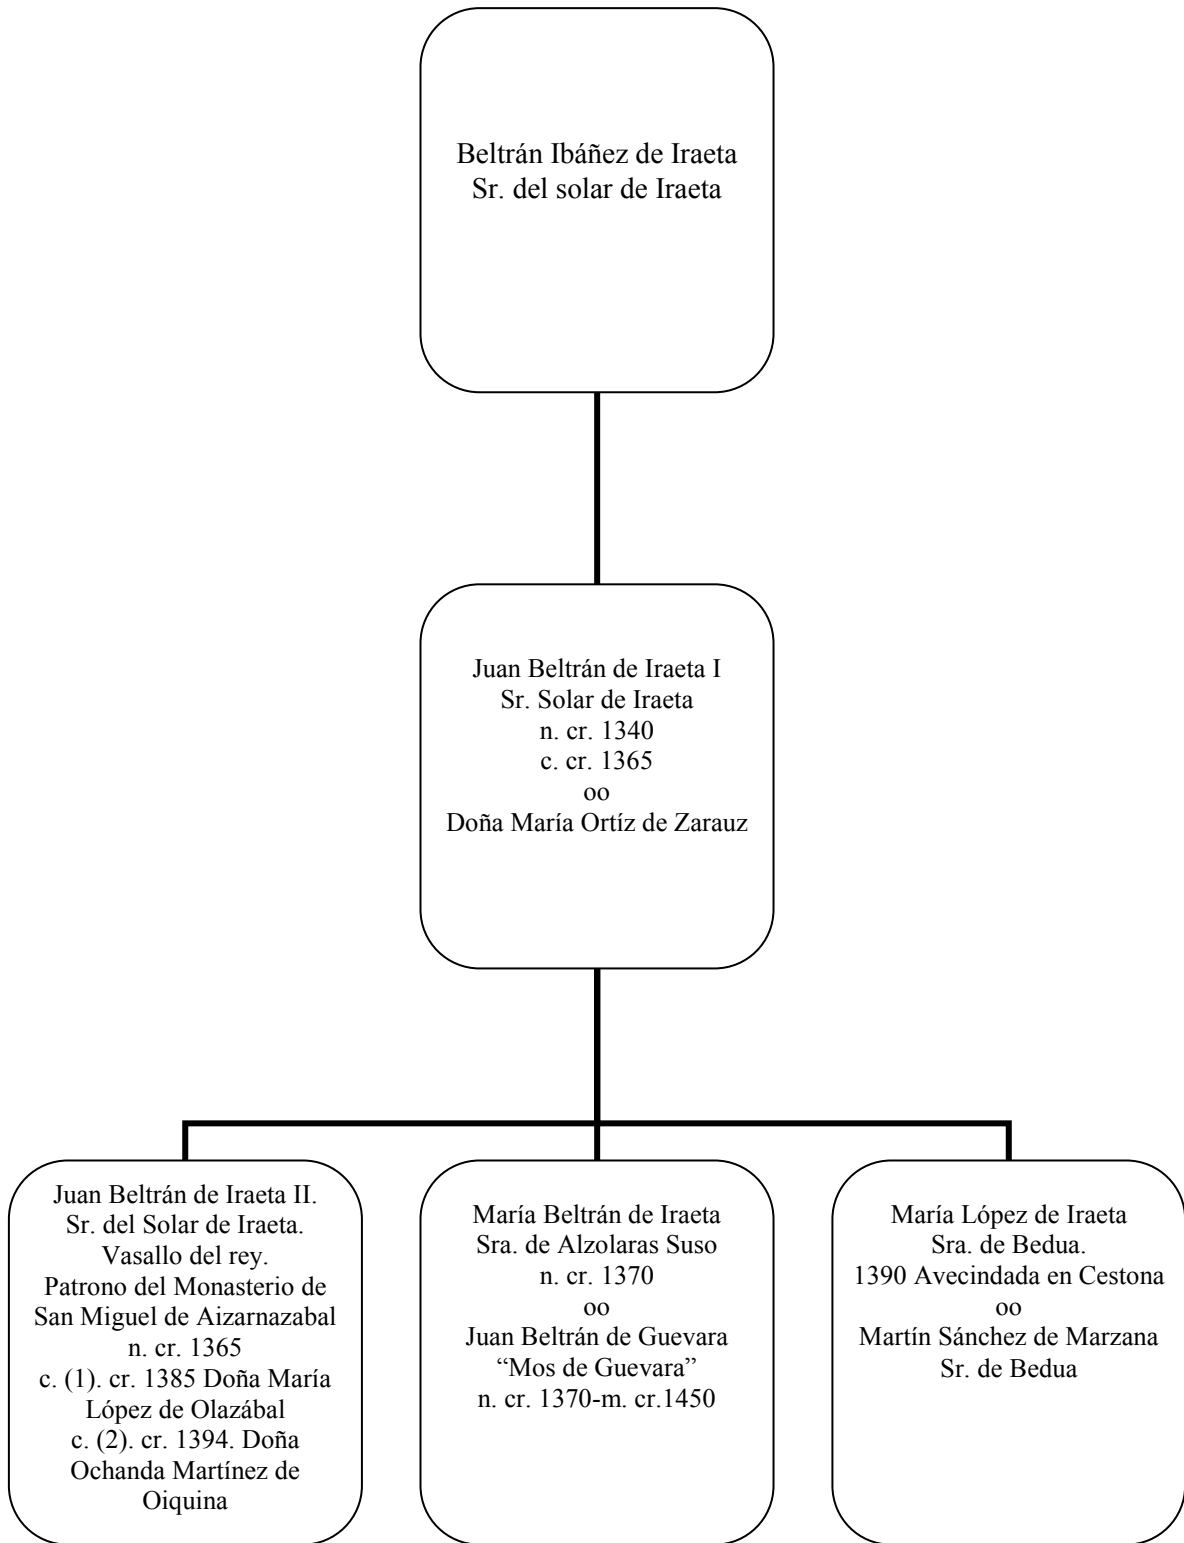 Beltrán Ibáñez de Iraeta
Sr. del solar de Iraeta
Juan Beltrán de Iraeta I
Sr. Solar de Iraeta
n. cr. 1340
c. cr. 1365
oo
Doña María Ortíz de Zarauz
Juan Beltrán de Iraeta II.
Sr. del Solar de Iraeta.
Vasallo del rey.
Patrono del Monasterio de
San Miguel de Aizarnazabal
n. cr. 1365
c. (1). cr. 1385 Doña María
López de Olazábal
c. (2). cr. 1394. Doña
Ochanda Martínez de
Oiquina
María Beltrán de Iraeta
Sra. de Alzolaras Suso
n. cr. 1370
oo
Juan Beltrán de Guevara
“Mos de Guevara”
n. cr. 1370-m. cr.1450
María López de Iraeta
Sra. de Bedua.
1390 Avecindada en Cestona
oo
Martín Sánchez de Marzana
Sr. de Bedua